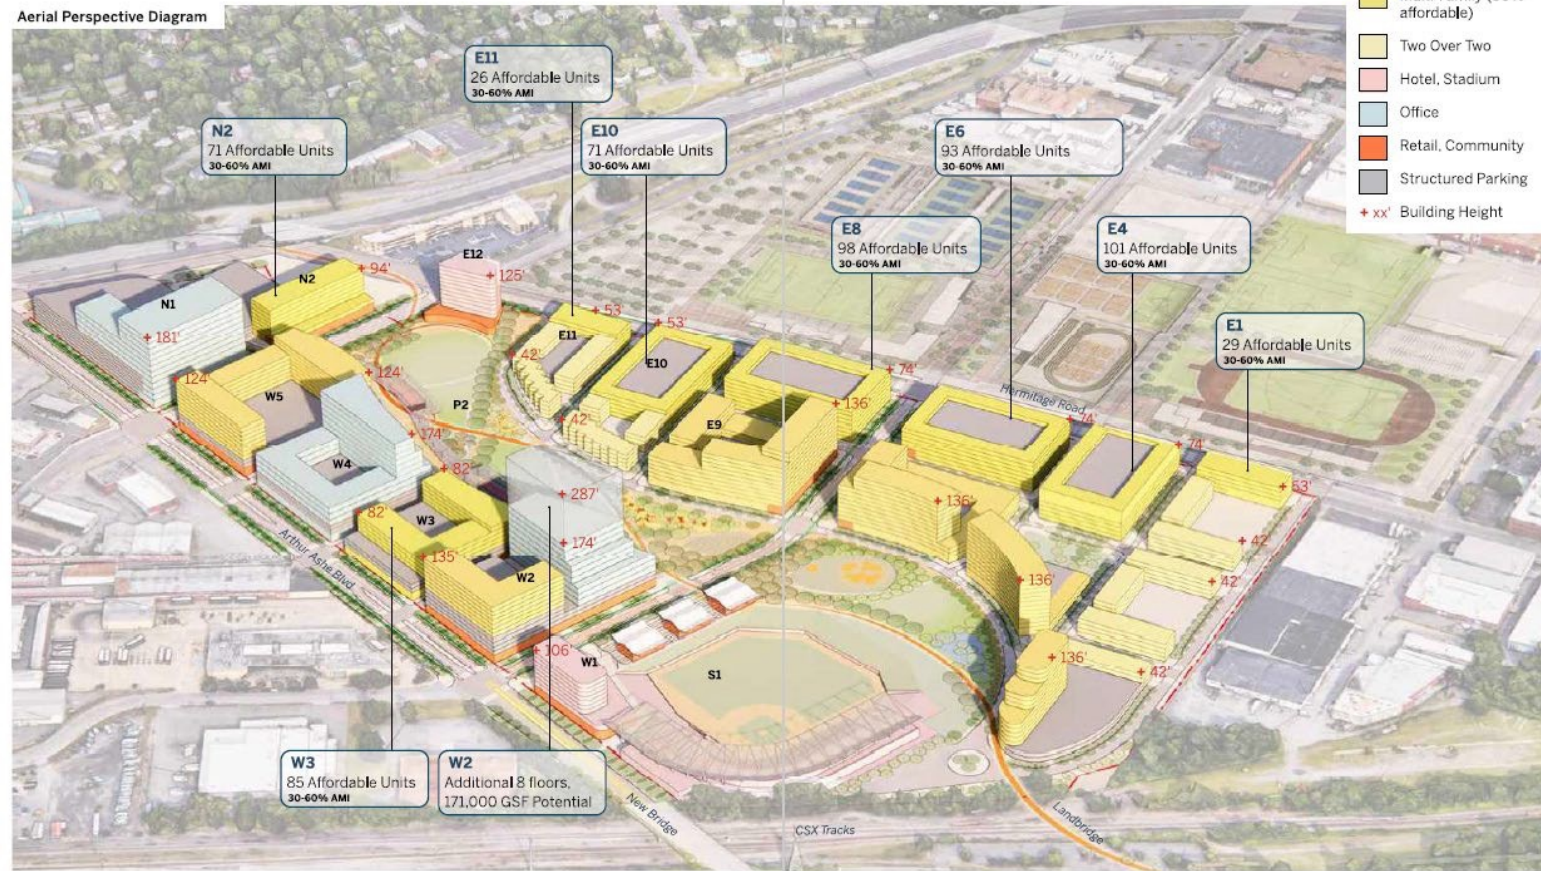 Aerial Perspective Diagram
affordable)
Two Over Two
Hotel, Stadium
Office
Retail, Community
Structured Parking
+ xx' Building Height
E11
26 Affordable Units
30-60% AMI
N2
71 Affordable Units
30-60% AMI
E10
71 Affordable Units
30-60% AMI
E6
93 Affordable Units
30-60% AMI
E8
98 Affordable Units
30-60% AMI
E4
101 Affordable Units
30-60% AMI
E1
29 Affordable Units
30-60% AMI
E12
+ 125'
N2
+ 94'
N1
+ 181'
+ 53'
+ 53'
E11
+ 42'
E10
+ 74'
+ 124'
+ 124'
W5
P2
+ 42'
+ 136'
E9
Hermitage Road
+ 74'
+ 74'
+ 174'
W4
+ 82'
+ 287'
+ 136'
+ 53'
+ 82'
W3
+ 174'
+ 42'
Arthur Ashe Blvd
+ 135'
W2
+ 136'
+ 42'
+ 106'
W1
S1
+ 136'
+ 42'
W3
85 Affordable Units
30-60% AMI
W2
Additional 8 floors,
171,000 GSF Potential
New Bridge
CSX Tracks
Landbridge